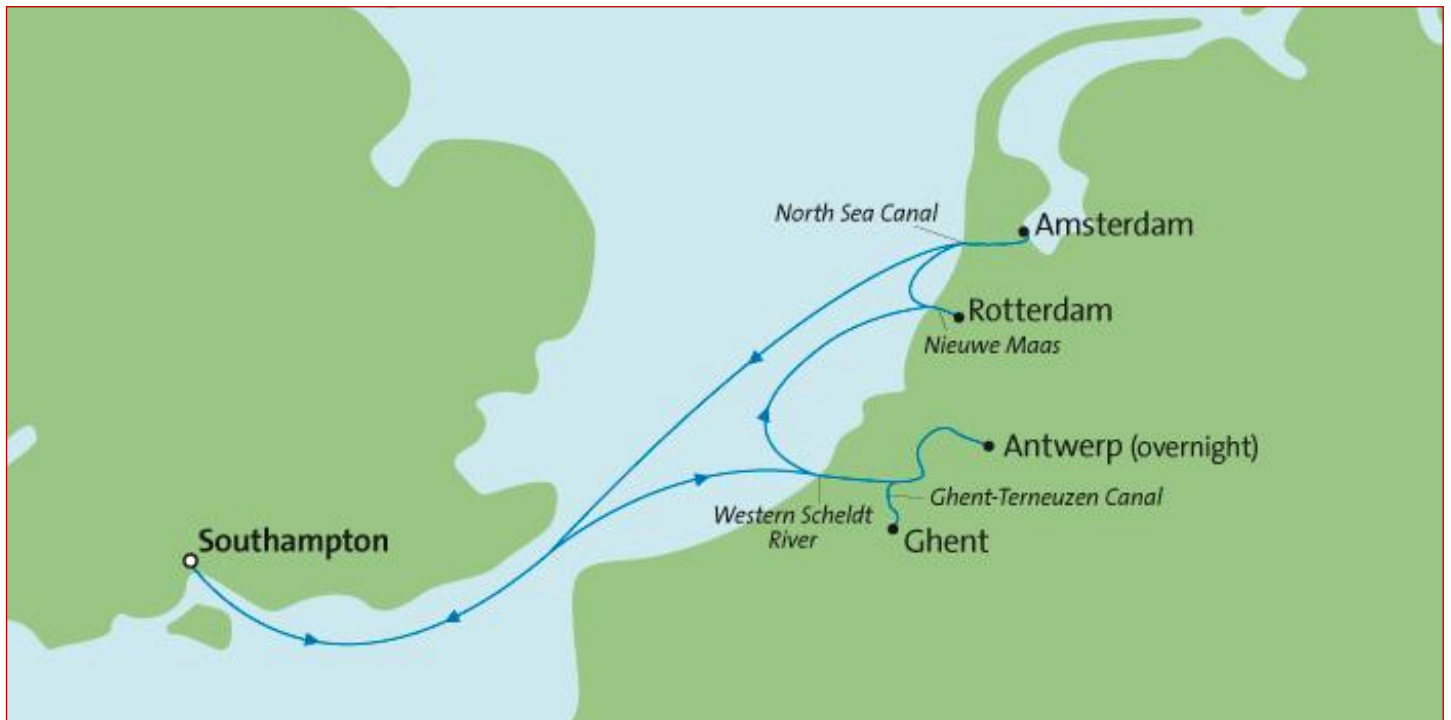 North Sea Canal
Amsterdam
Rotterdam
Nieuwe Maas
Antwerp (overnight)
Ghent-Terneuzen Canal
Western Scheldt
River
Ghent
Southampton